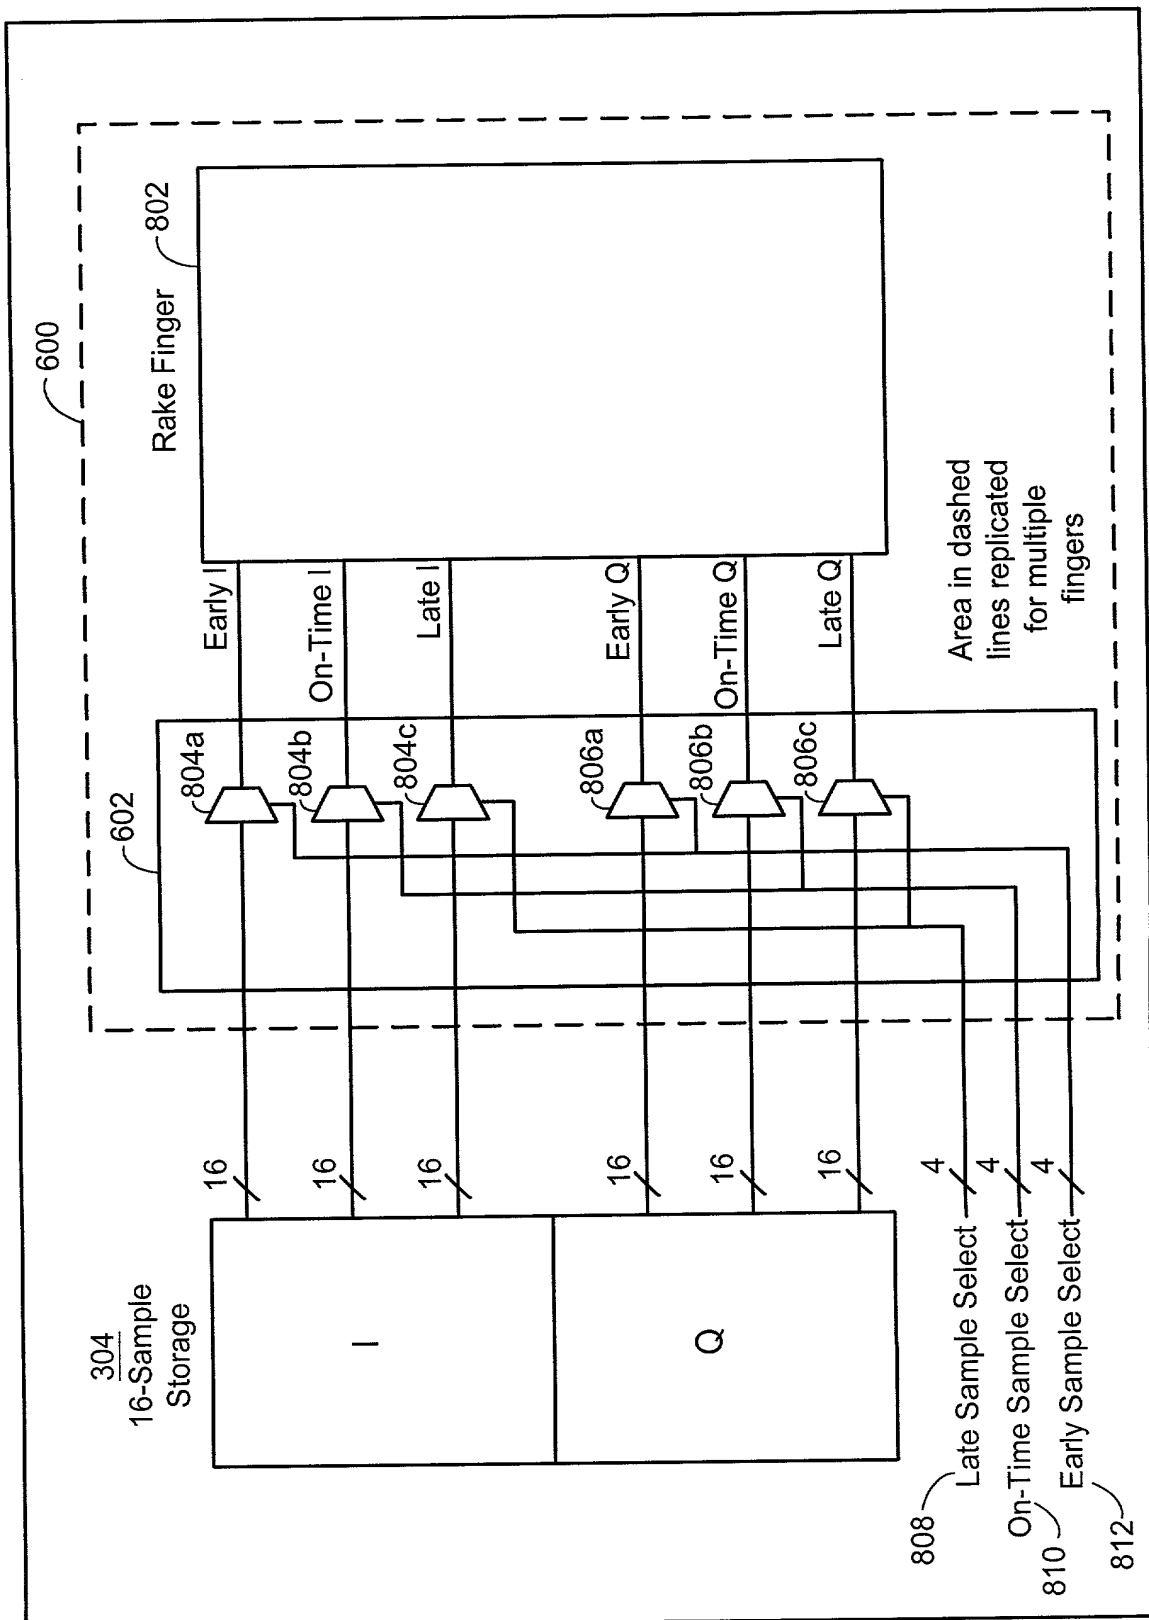 600
Rake Finger
802
304
16-Sample
Storage
I
Q
602
16
16
16
16
16
16
804a
804b
804c
806a
806b
806c
Early I
On-Time I
Late I
Early Q
On-Time Q
Late Q
808
Late Sample Select
4
810
On-Time Sample Select
4
812
Early Sample Select
4
Area in dashed
lines replicated
for multiple
fingers